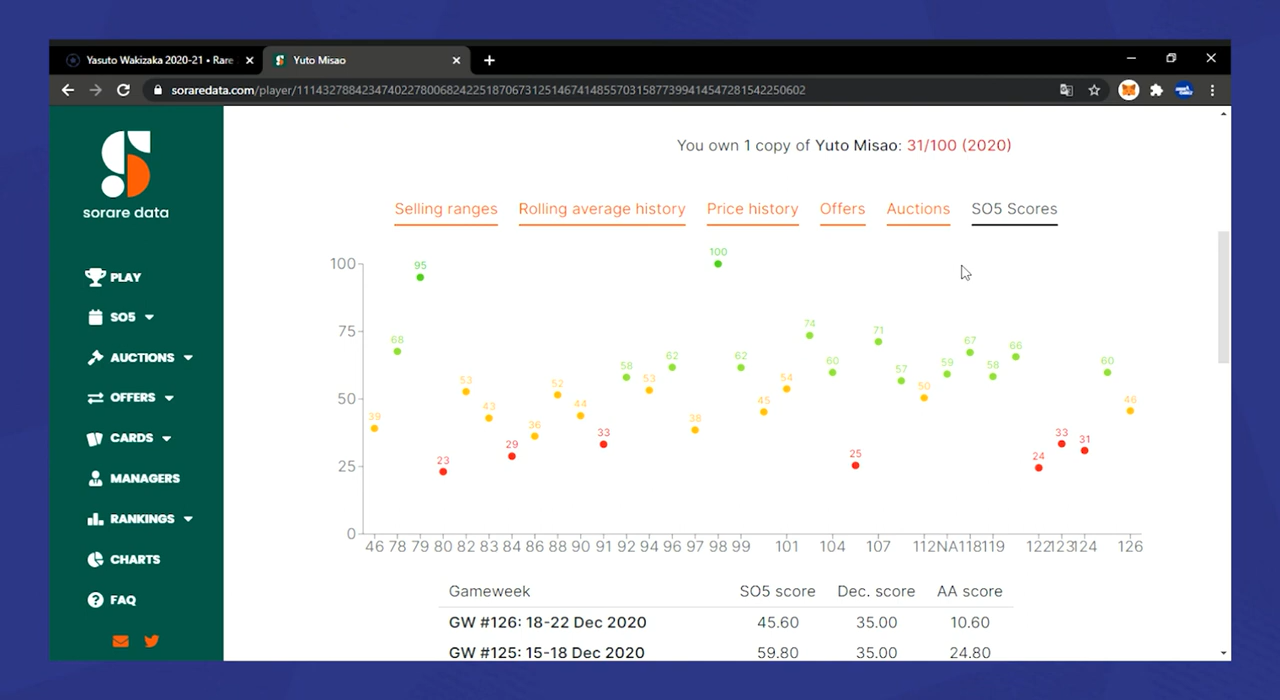 Yasuto Wakizaka 2020-21 • Rare
Yuto Misao
soraredata.com/player/111432788423474022780068242251870673125146741485570315877399414547281542250602
sorare data
PLAY
SO5
AUCTIONS
OFFERS
CARDS
MANAGERS
RANKINGS
CHARTS
FAQ
You own 1 copy of Yuto Misao: 31/100 (2020)
Selling ranges Rolling average history Price history Offers Auctions SO5 Scores
100
75
50
25
0
39 68 95 23 53 43 29 36 52 44 33 58 53 62 38 100 62 45 54 74 60 25 71 57 50 59 67 58 66 24 33 31 60 46
46 78 79 80 82 83 84 86 88 90 91 92 94 96 97 98 99 101 104 107 112 NA 118 119 122 123 124 126
Gameweek SO5 score Dec. score AA score
GW #126: 18-22 Dec 2020 45.60 35.00 10.60
GW #125: 15-18 Dec 2020 59.80 35.00 24.80